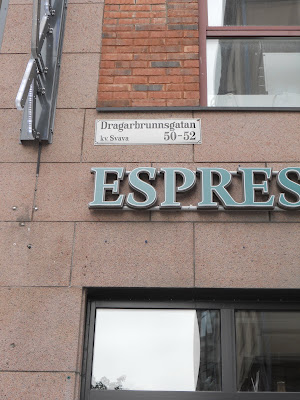 Dragarbrunnsgatan
kv Svava 50-52
ESPRES